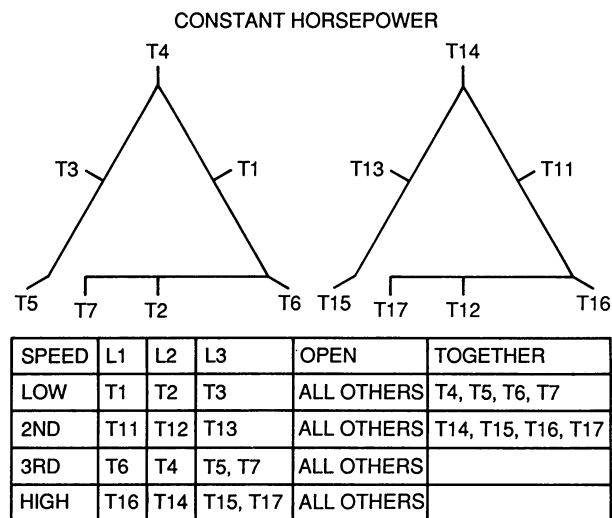 CONSTANT HORSEPOWER
T4 T14
T3 T1 T13 T11
T5 T7 T2 T6 T15 T17 T12 T16
SPEED L1 L2 L3 OPEN TOGETHER
LOW T1 T2 T3 ALL OTHERS T4, T5, T6, T7
2ND T11 T12 T13 ALL OTHERS T14, T15, T16, T17
3RD T6 T4 T5, T7 ALL OTHERS
HIGH T16 T14 T15, T17 ALL OTHERS